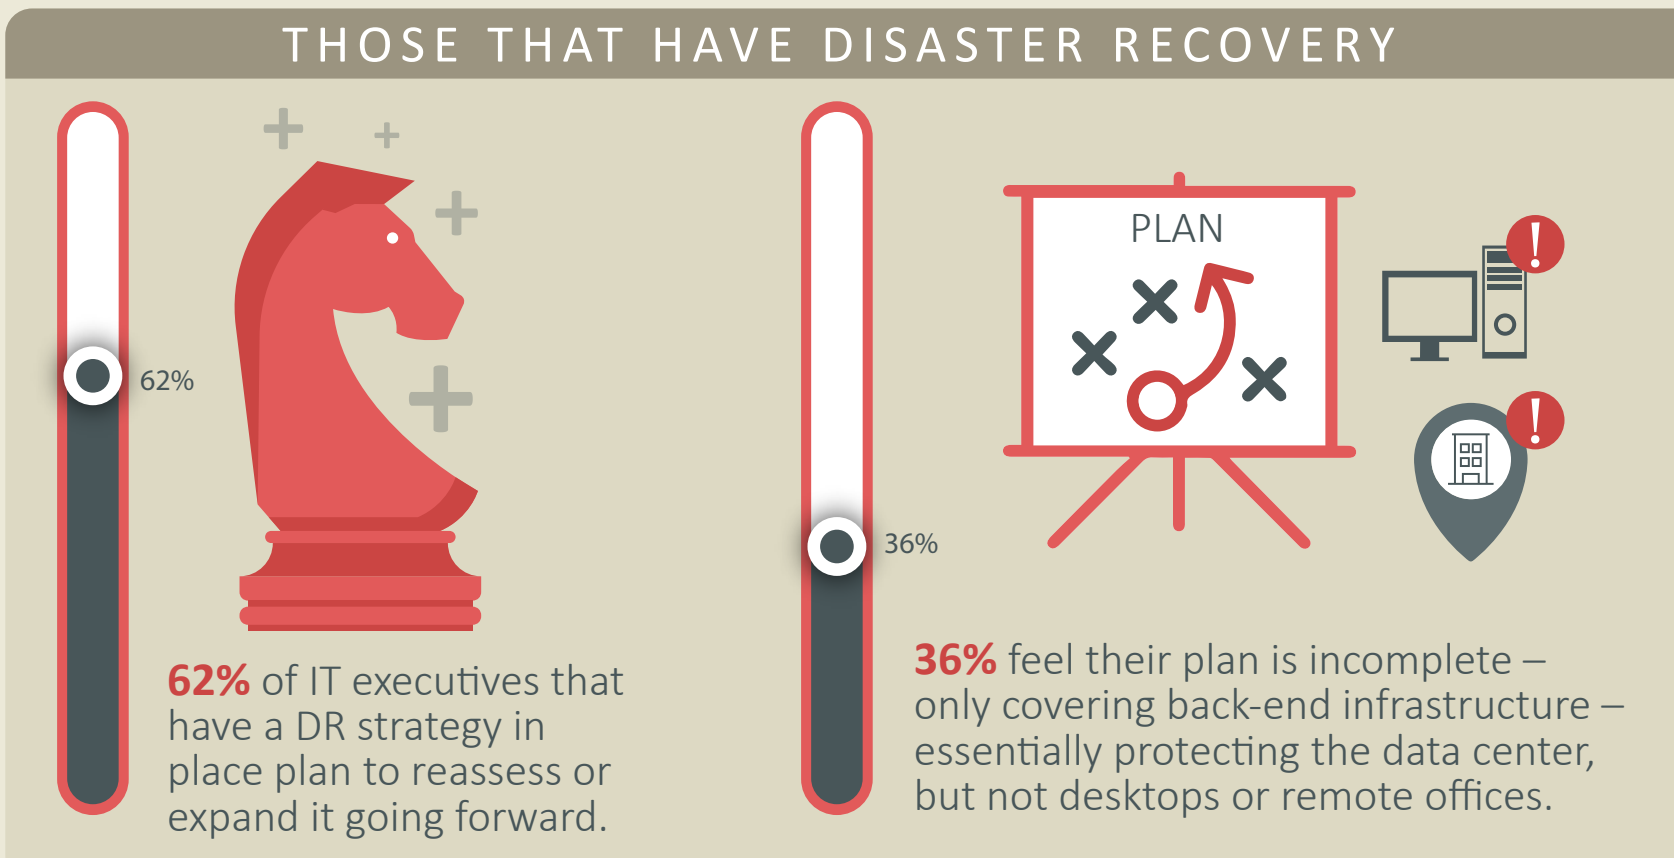 THOSE THAT HAVE DISASTER RECOVERY
62%
62% of IT executives that
have a DR strategy in
place plan to reassess or
expand it going forward.
36%
PLAN
!
!
36% feel their plan is incomplete –
only covering back-end infrastructure –
essentially protecting the data center,
but not desktops or remote offices.